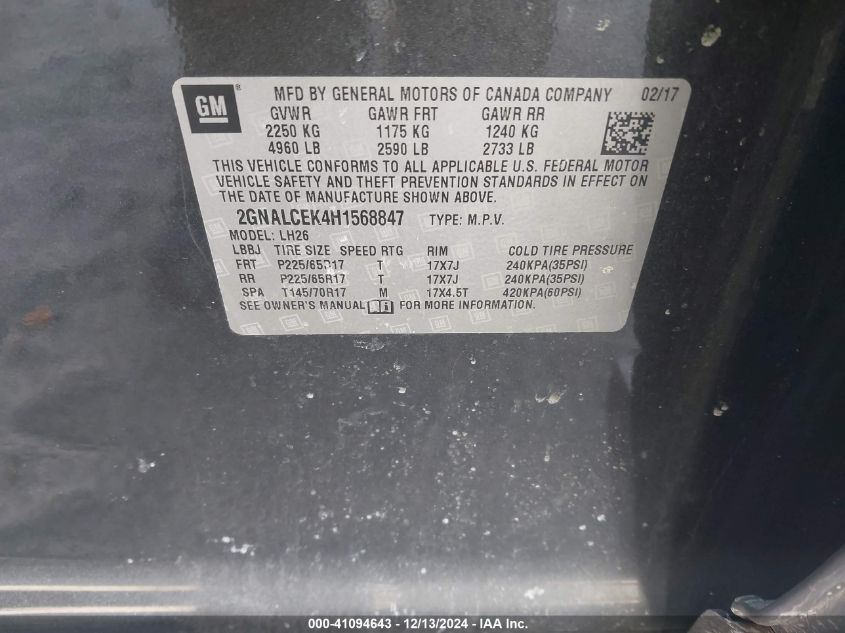 GM ® MFD BY GENERAL MOTORS OF CANADA COMPANY 02/17
GVWR GAWR FRT GAWR RR
2250 KG 1175 KG 1240 KG
4960 LB 2590 LB 2733 LB
THIS VEHICLE CONFORMS TO ALL APPLICABLE U.S. FEDERAL MOTOR
VEHICLE SAFETY AND THEFT PREVENTION STANDARDS IN EFFECT ON
THE DATE OF MANUFACTURE SHOWN ABOVE.
2GNALCEK4H1568847 TYPE: M.P.V.
MODEL: LH26
LBBJ TIRE SIZE SPEED RTG RIM COLD TIRE PRESSURE
FRT P225/65R17 T 17X7J 240KPA(35PSI)
RR P225/65R17 T 17X7J 240KPA(35PSI)
SPA T145/70R17 M 17X4.5T 420KPA(60PSI)
SEE OWNER'S MANUAL FOR MORE INFORMATION.
000-41094643 - 12/13/2024 - IAA Inc.